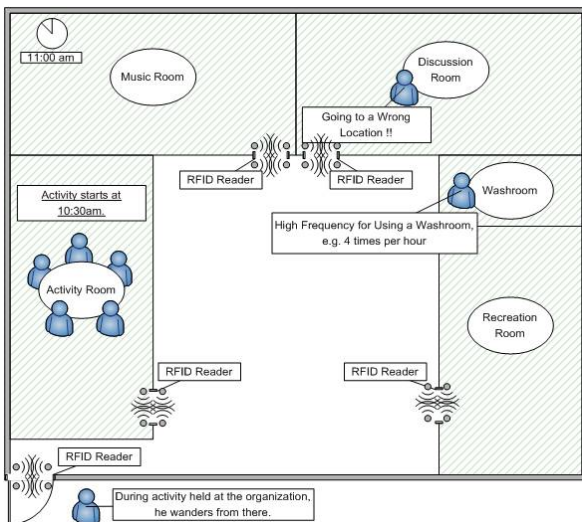 11:00 am
Music Room
Discussion
Room
Going to a Wrong
Location !!
RFID Reader
RFID Reader
Activity starts at
10:30am.
Washroom
High Frequency for Using a Washroom,
e.g. 4 times per hour
Activity Room
Recreation
Room
RFID Reader
RFID Reader
RFID Reader
During activity held at the organization,
he wanders from there.